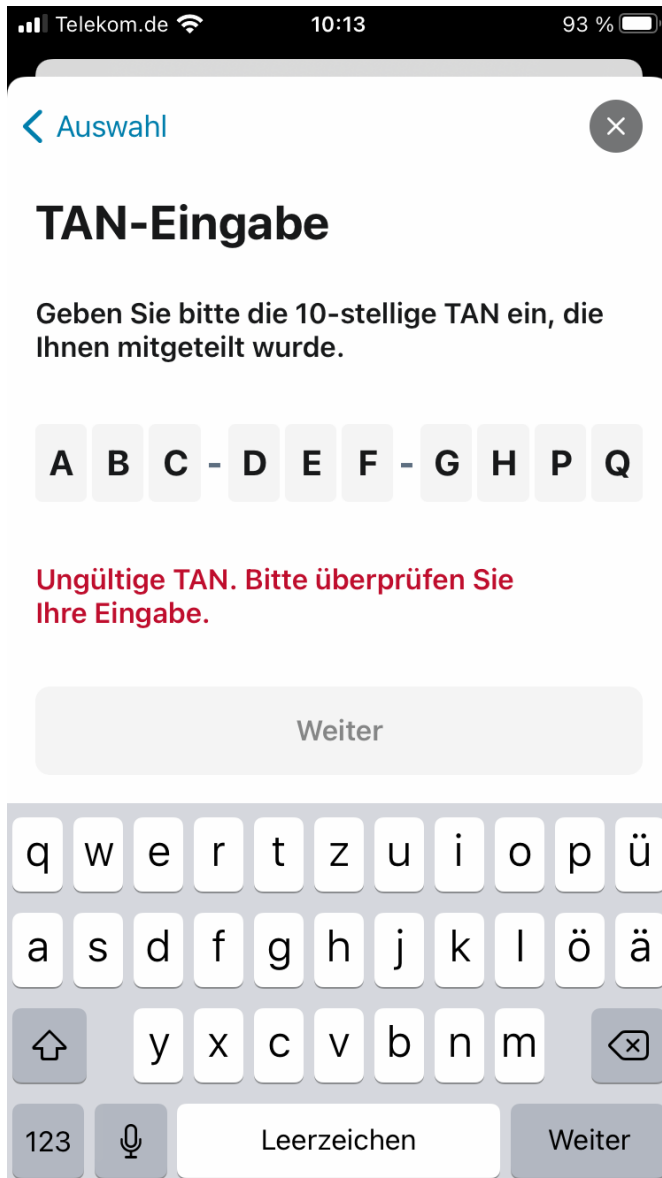 Telekom.de 10:13 93 %
Auswahl
TAN-Eingabe
Geben Sie bitte die 10-stellige TAN ein, die
Ihnen mitgeteilt wurde.
A B C - D E F - G H P Q
Ungültige TAN. Bitte überprüfen Sie
Ihre Eingabe.
Weiter
q w e r t z u i o p ü
a s d f g h j k l ö ä
y x c v b n m
123 Leerzeichen Weiter